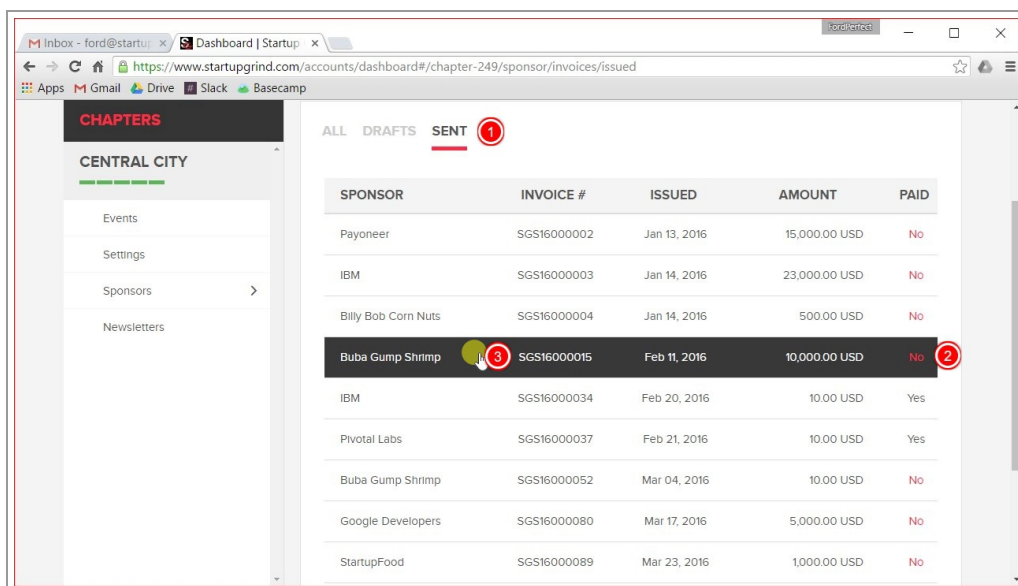 FordPerfect
M Inbox - ford@startup
S. Dashboard | Startup
https://www.startupgrind.com/accounts/dashboard#/chapter-249/sponsor/invoices/issued
Apps M Gmail Drive # Slack Basecamp
CHAPTERS
CENTRAL CITY
Events
Settings
Sponsors
Newsletters
ALL DRAFTS SENT 1
SPONSOR INVOICE # ISSUED AMOUNT PAID
Payoneer SGS16000002 Jan 13, 2016 15,000.00 USD No
IBM SGS16000003 Jan 14, 2016 23,000.00 USD No
Billy Bob Corn Nuts SGS16000004 Jan 14, 2016 500.00 USD No
Buba Gump Shrimp 3 SGS16000015 Feb 11, 2016 10,000.00 USD No 2
IBM SGS16000034 Feb 20, 2016 10.00 USD Yes
Pivotal Labs SGS16000037 Feb 21, 2016 10.00 USD Yes
Buba Gump Shrimp SGS16000052 Mar 04, 2016 10.00 USD No
Google Developers SGS16000080 Mar 17, 2016 5,000.00 USD No
StartupFood SGS16000089 Mar 23, 2016 1,000.00 USD No